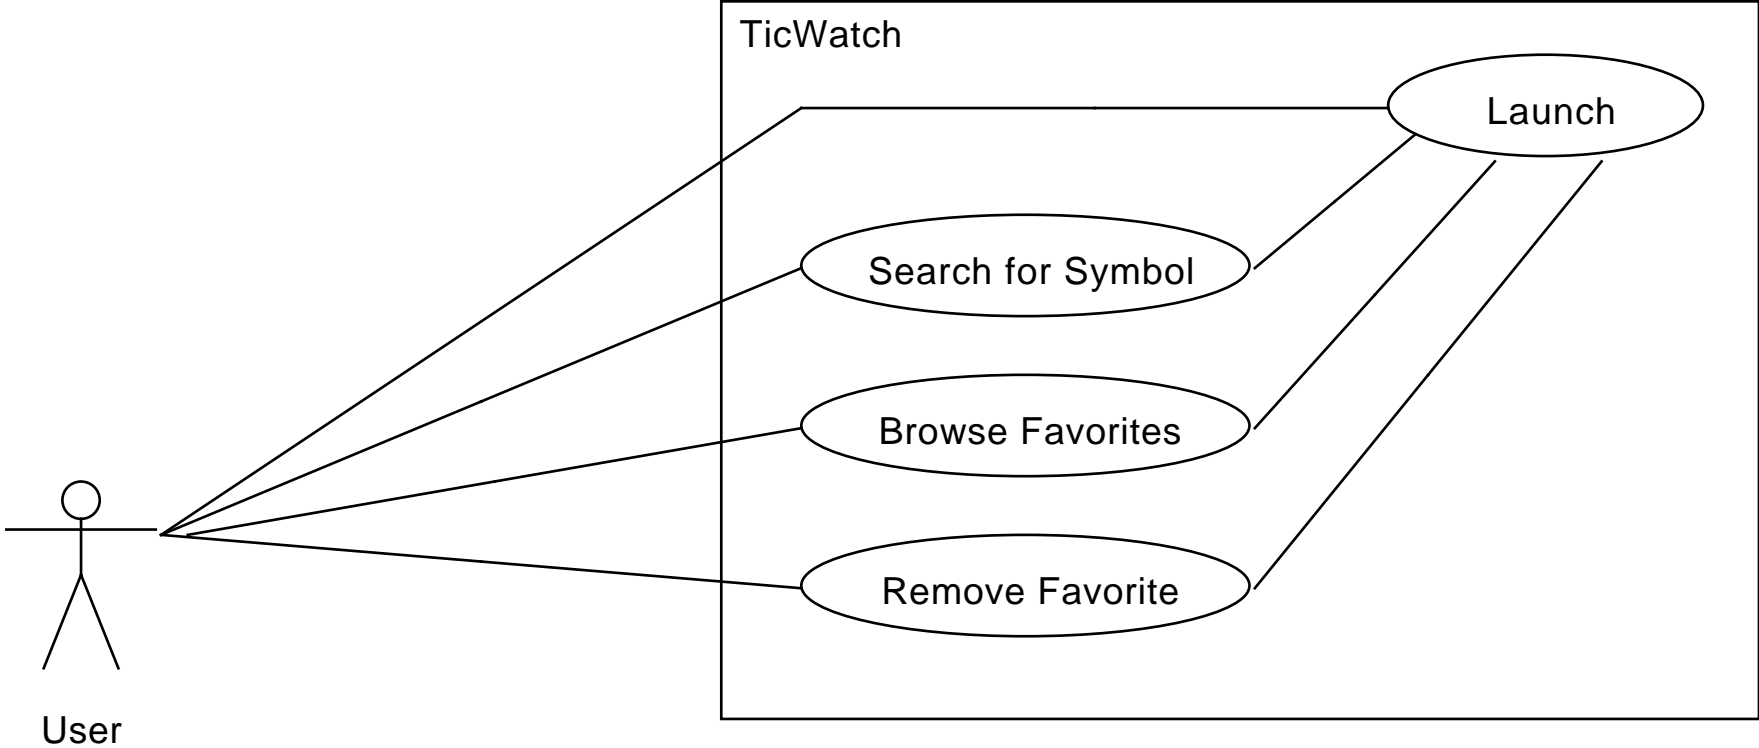 TicWatch
Launch
Search for Symbol
Browse Favorites
Remove Favorite
User